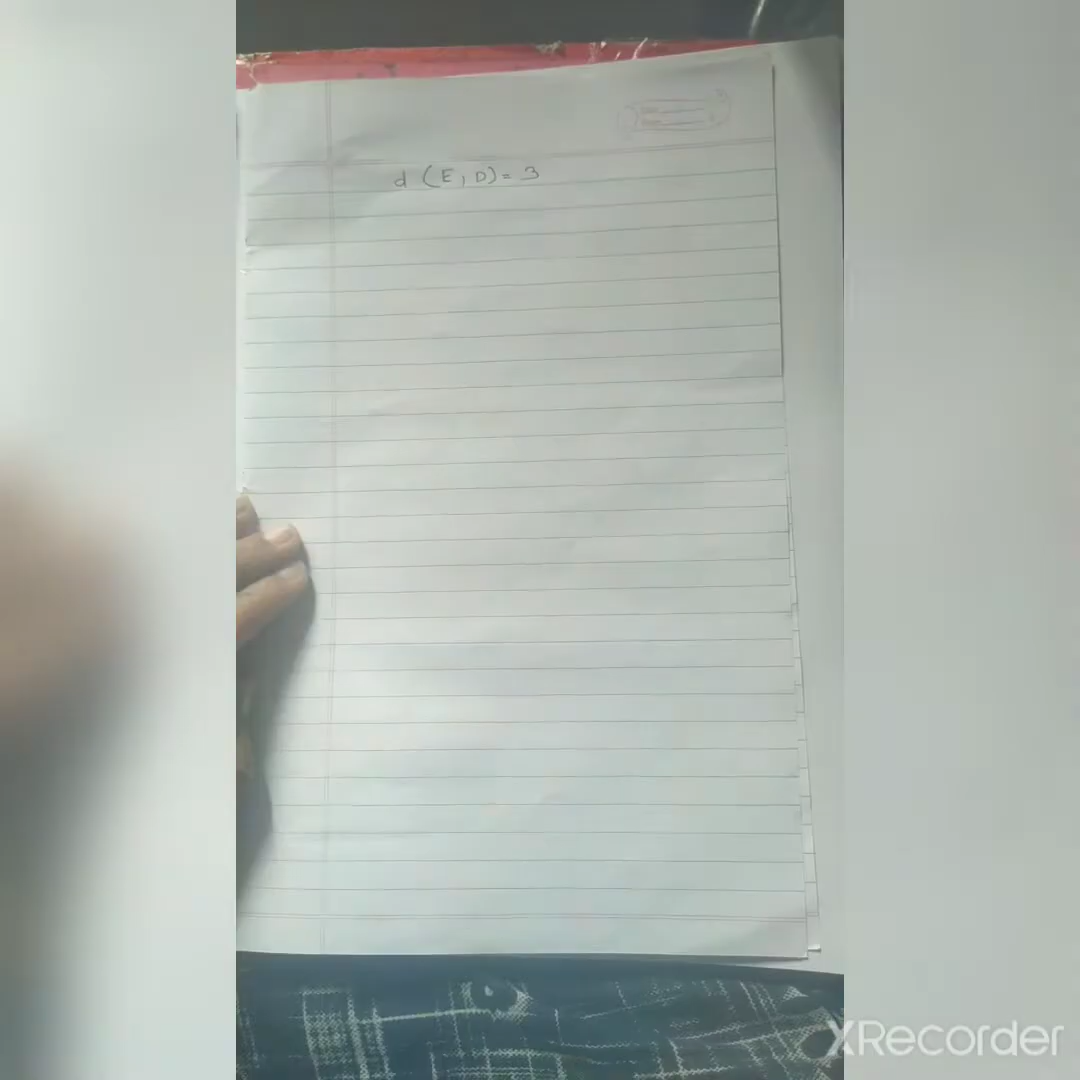 d (E, D) = 3
XRecorder